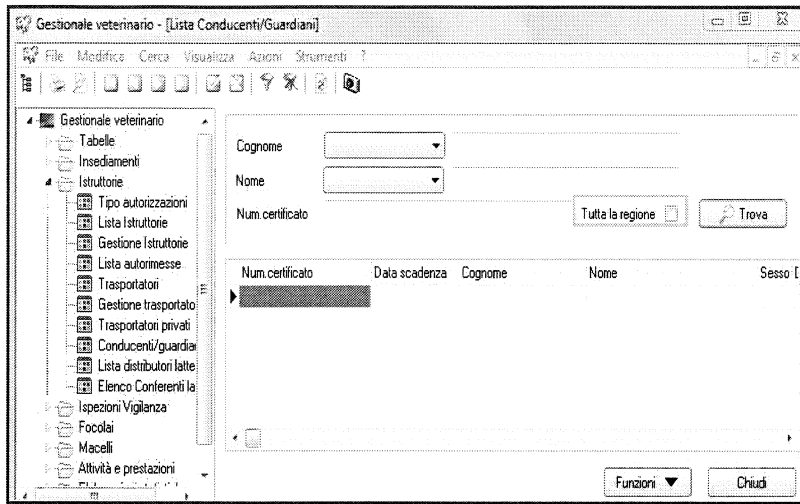 Gestionale veterinario - [Lista Conducenti/Guardiani]
File Modifica Cerca Visualizza Azioni Strumenti ?
Gestionale veterinario
Tabelle
Insediamenti
Istruttorie
Tipo autorizzazioni
Lista Istruttorie
Gestione Istruttorie
Lista autorimesse
Trasportatori
Gestione trasportato
Trasportatori privati
Conducenti/guardiai
Lista distributori latte
Elenco Conferenti la
Ispezioni Vigilanza
Focolai
Macelli
Attività e prestazioni
Cognome
Nome
Num.certificato
Tutta la regione
Trova
Num.certificato Data scadenza Cognome Nome Sesso
Funzioni
Chiudi